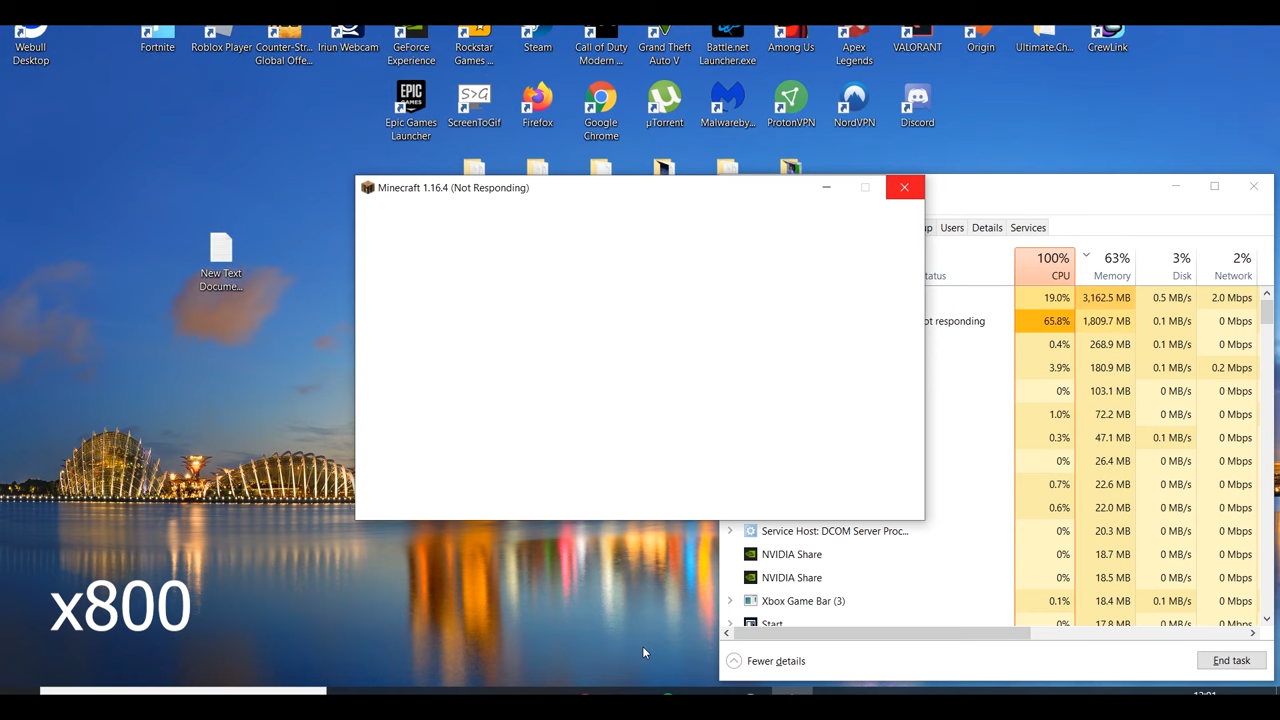 Webull
Desktop
Fortnite
Roblox Player
Counter-Str...
Global Offe...
Iriun Webcam
GeForce
Experience
Rockstar
Games ...
Steam
Call of Duty
Modern ...
Grand Theft
Auto V
Battle.net
Launcher.exe
Among Us
Apex
Legends
VALORANT
Origin
Ultimate.Ch...
CrewLink
EPIC
GAMES
Epic Games
Launcher
S>G
ScreenToGif
Firefox
Google
Chrome
µTorrent
Malwareby...
ProtonVPN
NordVPN
Discord
New Text
Docume...
Minecraft 1.16.4 (Not Responding)
Users Details Services
100% 63% 3% 2%
CPU Memory Disk Network
19.0% 3,162.5 MB 0.5 MB/s 2.0 Mbps
ot responding 65.8% 1,809.7 MB 0.1 MB/s 0 Mbps
0.4% 268.9 MB 0.1 MB/s 0 Mbps
3.9% 180.9 MB 0.1 MB/s 0.2 Mbps
0% 103.1 MB 0 MB/s 0 Mbps
1.0% 72.2 MB 0 MB/s 0 Mbps
0.3% 47.1 MB 0.1 MB/s 0 Mbps
0% 26.4 MB 0 MB/s 0 Mbps
0.7% 22.6 MB 0 MB/s 0 Mbps
0.6% 22.0 MB 0 MB/s 0 Mbps
Service Host: DCOM Server Proc... 0% 20.3 MB 0 MB/s 0 Mbps
NVIDIA Share 0% 18.7 MB 0 MB/s 0 Mbps
NVIDIA Share 0% 18.5 MB 0 MB/s 0 Mbps
Xbox Game Bar (3) 0.1% 18.4 MB 0.1 MB/s 0 Mbps
Start 0% 17.8 MB 0 MB/s 0 Mbps
Fewer details
End task
x800